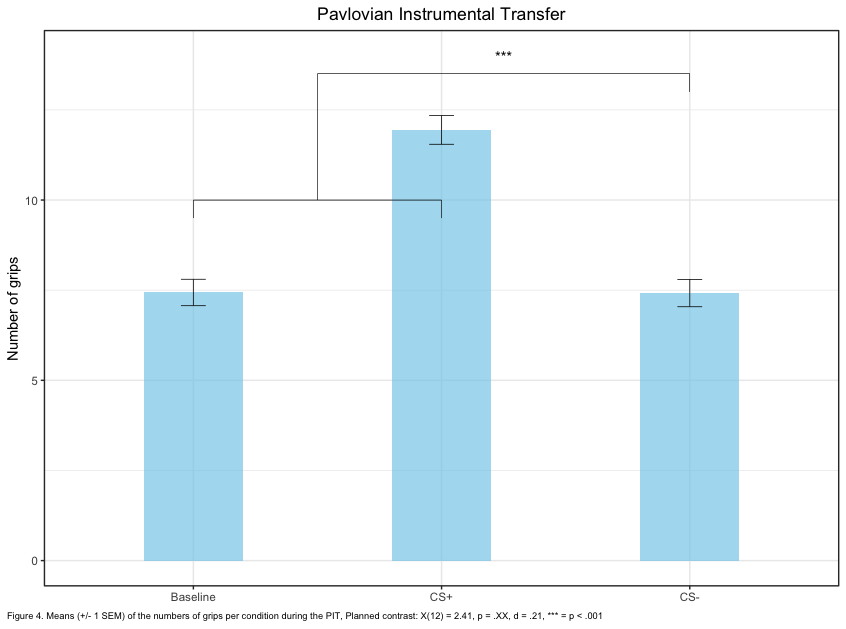 Pavlovian Instrumental Transfer
***
10
5
0
Number of grips
Baseline CS+ CS-
Figure 4. Means (+/- 1 SEM) of the numbers of grips per condition during the PIT, Planned contrast: X(12) = 2.41, p = .XX, d = .21, *** = p < .001